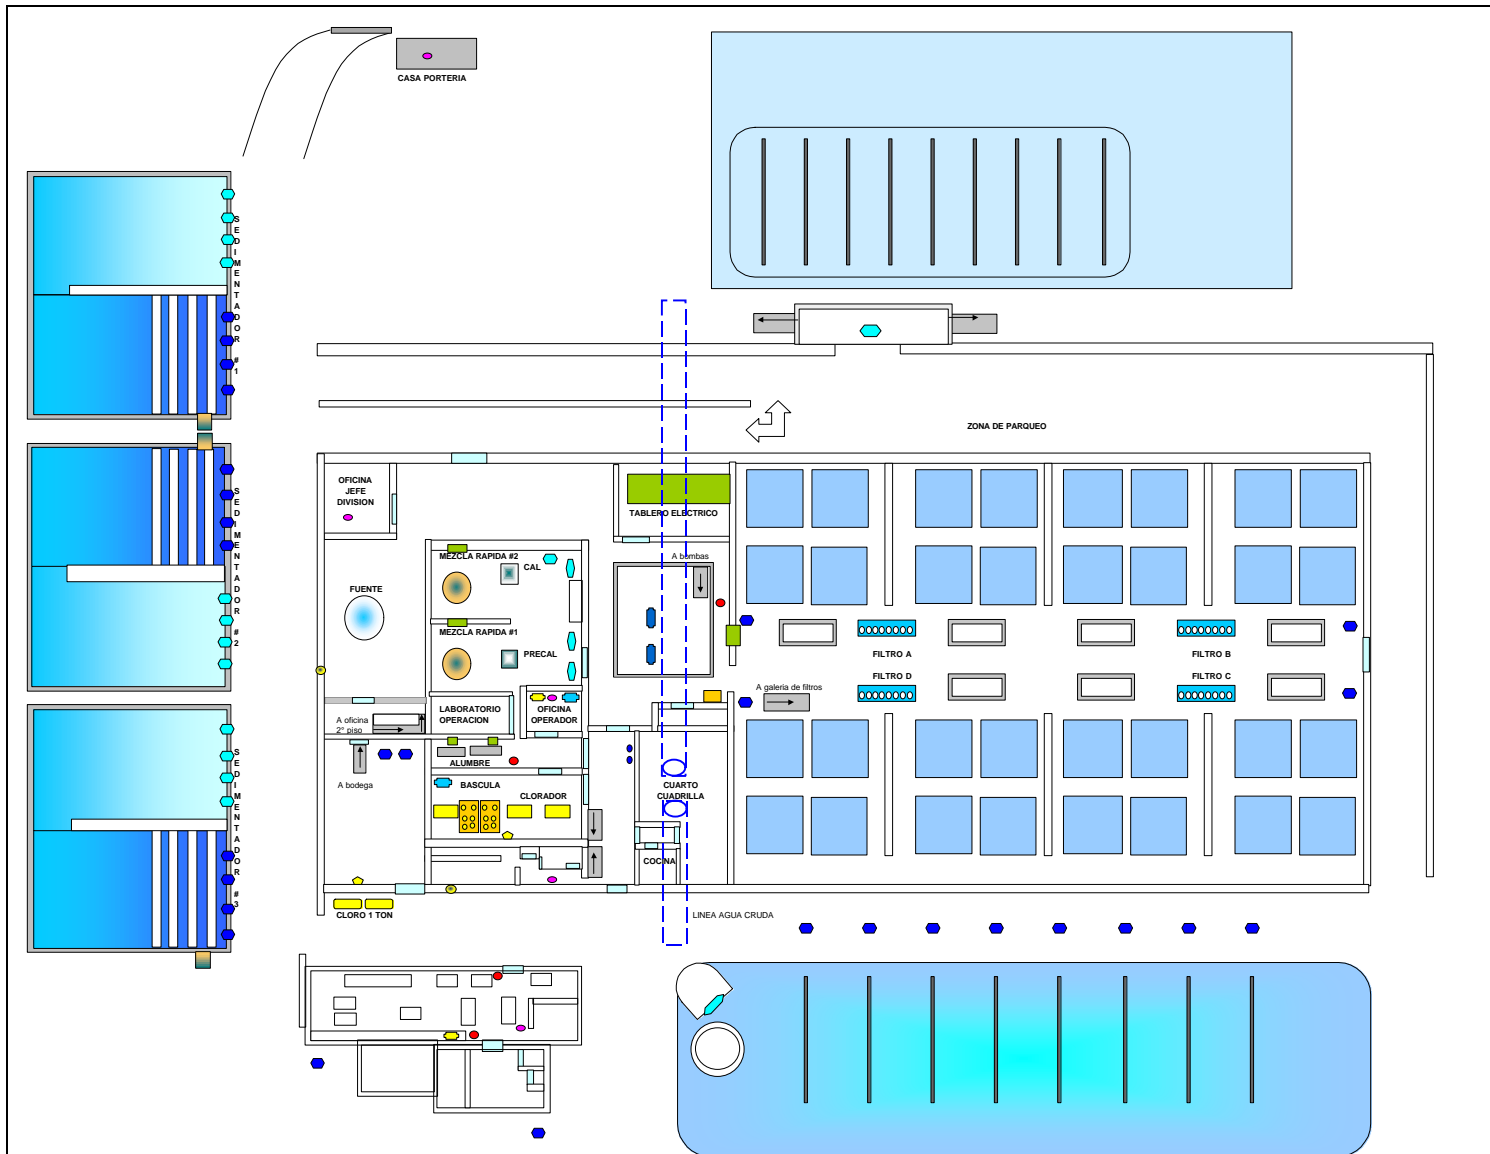 CASA PORTERIA
SEDIMENTADOR #1
ZONA DE PARQUEO
OFICINA
JEFE
DIVISION
TABLERO ELECTRICO
SEDIMENTADOR #2
MEZCLA RAPIDA #2
CAL
A bombas
FUENTE
MEZCLA RAPIDA #1
PRECAL
FILTRO A
FILTRO B
FILTRO D
FILTRO C
A galeria de filtros
LABORATORIO
OPERACION
OFICINA
OPERADOR
A oficina
2° piso
ALUMBRE
A bodega
BASCULA
CLORADOR
CUARTO
CUADRILLA
SEDIMENTADOR #3
COCINA
CLORO 1 TON
LINEA AGUA CRUDA